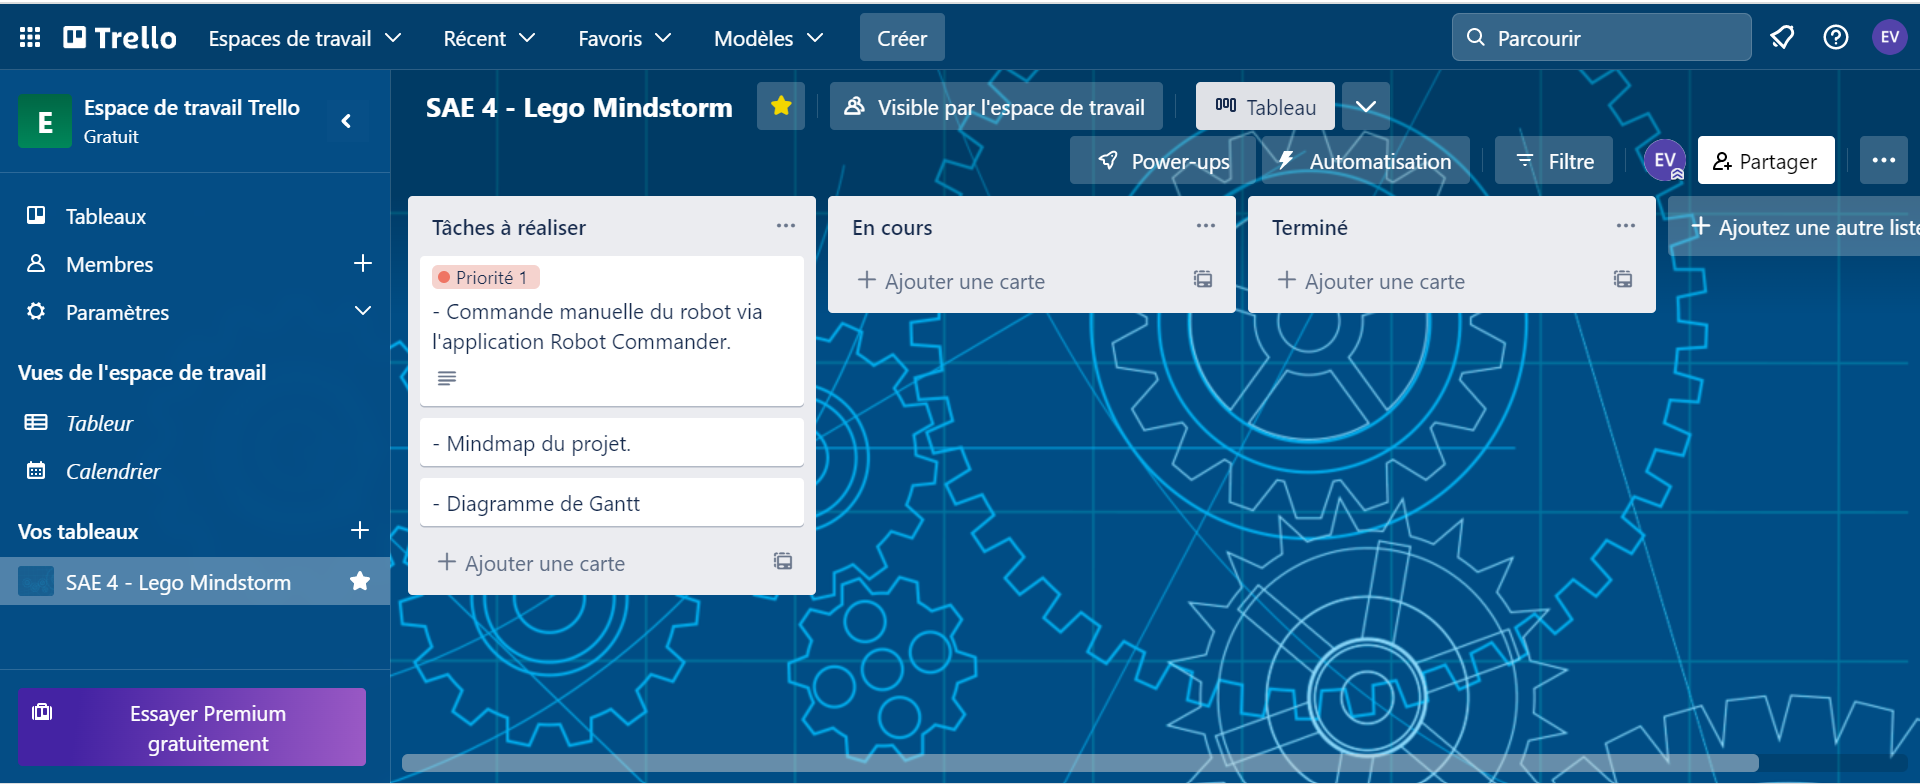 Trello
Espaces de travail
Récent
Favoris
Modèles
Créer
Parcourir
EV
E
Espace de travail Trello
Gratuit
SAE 4 - Lego Mindstorm
Visible par l'espace de travail
Tableau
Power-ups
Automatisation
Filtre
EV
Partager
Tableaux
Membres
Paramètres
Vues de l'espace de travail
Tableur
Calendrier
Vos tableaux
SAE 4 - Lego Mindstorm
Essayer Premium
gratuitement
Tâches à réaliser
Priorité 1
- Commande manuelle du robot via
l'application Robot Commander.
- Mindmap du projet.
- Diagramme de Gantt
+ Ajouter une carte
En cours
+ Ajouter une carte
Terminé
+ Ajouter une carte
+ Ajoutez une autre liste